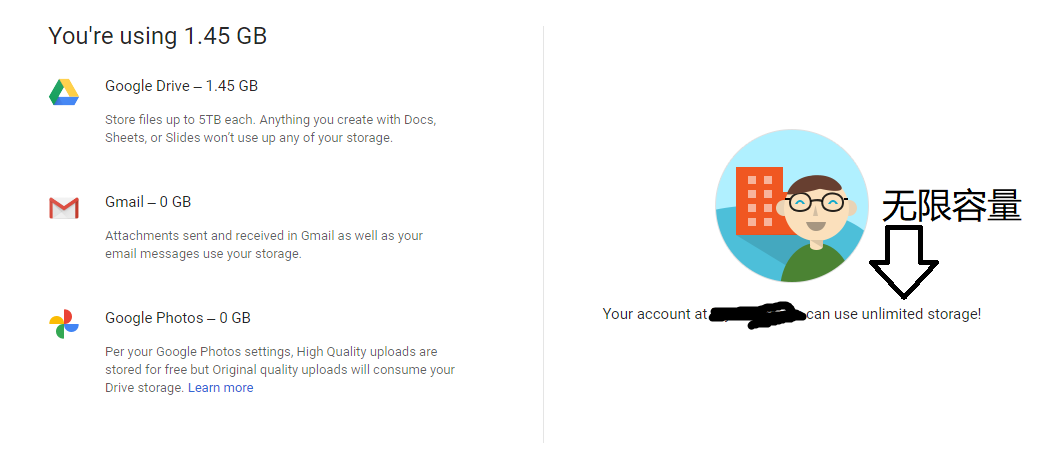 You're using 1.45 GB
Google Drive – 1.45 GB
Store files up to 5TB each. Anything you create with Docs,
Sheets, or Slides won't use up any of your storage.
Gmail – 0 GB
Attachments sent and received in Gmail as well as your
email messages use your storage.
Google Photos – 0 GB
Per your Google Photos settings, High Quality uploads are
stored for free but Original quality uploads will consume your
Drive storage. Learn more
无限容量
Your account at can use unlimited storage!